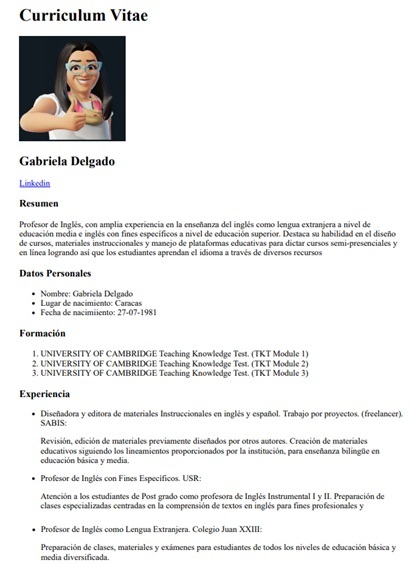 Curriculum Vitae
Gabriela Delgado
Linkedin
Resumen
Profesor de Inglés, con amplia experiencia en la enseñanza del inglés como lengua extranjera a nivel de
educación media e inglés con fines específicos a nivel de educación superior. Destaca su habilidad en el diseño
de cursos, materiales instruccionales y manejo de plataformas educativas para dictar cursos semi-presenciales y
en línea logrando así que los estudiantes aprendan el idioma a través de diversos recursos
Datos Personales
• Nombre: Gabriela Delgado
• Lugar de nacimiento: Caracas
• Fecha de nacimiiento: 27-07-1981
Formación
1. UNIVERSITY OF CAMBRIDGE Teaching Knowledge Test. (TKT Module 1)
2. UNIVERSITY OF CAMBRIDGE Teaching Knowledge Test. (TKT Module 2)
3. UNIVERSITY OF CAMBRIDGE Teaching Knowledge Test. (TKT Module 3)
Experiencia
• Diseñadora y editora de materiales Instruccionales en inglés y español. Trabajo por proyectos. (freelancer).
SABIS:
Revisión, edición de materiales previamente diseñados por otros autores. Creación de materiales
educativos siguiendo los lineamientos proporcionados por la institución, para enseñanza bilingüe en
educación básica y media.
• Profesor de Inglés con Fines Específicos. USR:
Atención a los estudiantes de Post grado como profesora de Inglés Instrumental I y II. Preparación de
clases especializadas centradas en la comprensión de textos en inglés para fines profesionales y
• Profesor de Inglés como Lengua Extranjera. Colegio Juan XXIII:
Preparación de clases, materiales y exámenes para estudiantes de todos los niveles de educación básica y
media diversificada.